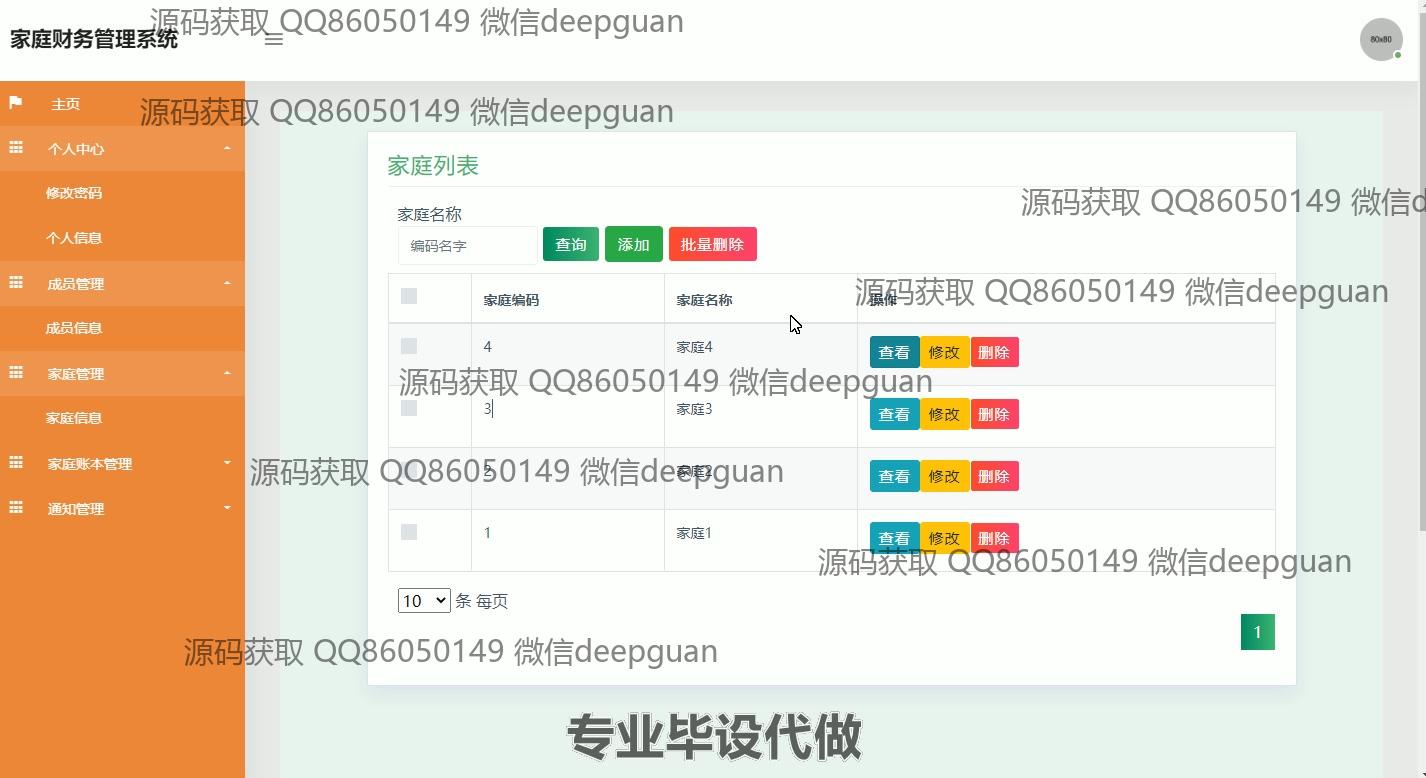 源码获取 QQ86050149 微信deepguan
家庭财务管理系统
80x80
主页
源码获取 QQ86050149 微信deepguan
个人中心
修改密码
个人信息
成员管理
成员信息
家庭管理
家庭信息
家庭账本管理
通知管理
家庭列表
源码获取 QQ86050149 微信d
家庭名称
编码名字 查询 添加 批量删除
源码获取 QQ86050149 微信deepguan
家庭编码 家庭名称 操作
4 家庭4 查看 修改 删除
源码获取 QQ86050149 微信deepguan
3 家庭3 查看 修改 删除
源码获取 QQ86050149 微信deepguan
2 家庭2 查看 修改 删除
1 家庭1 查看 修改 删除
源码获取 QQ86050149 微信deepguan
10 条 每页
1
源码获取 QQ86050149 微信deepguan
专业毕设代做